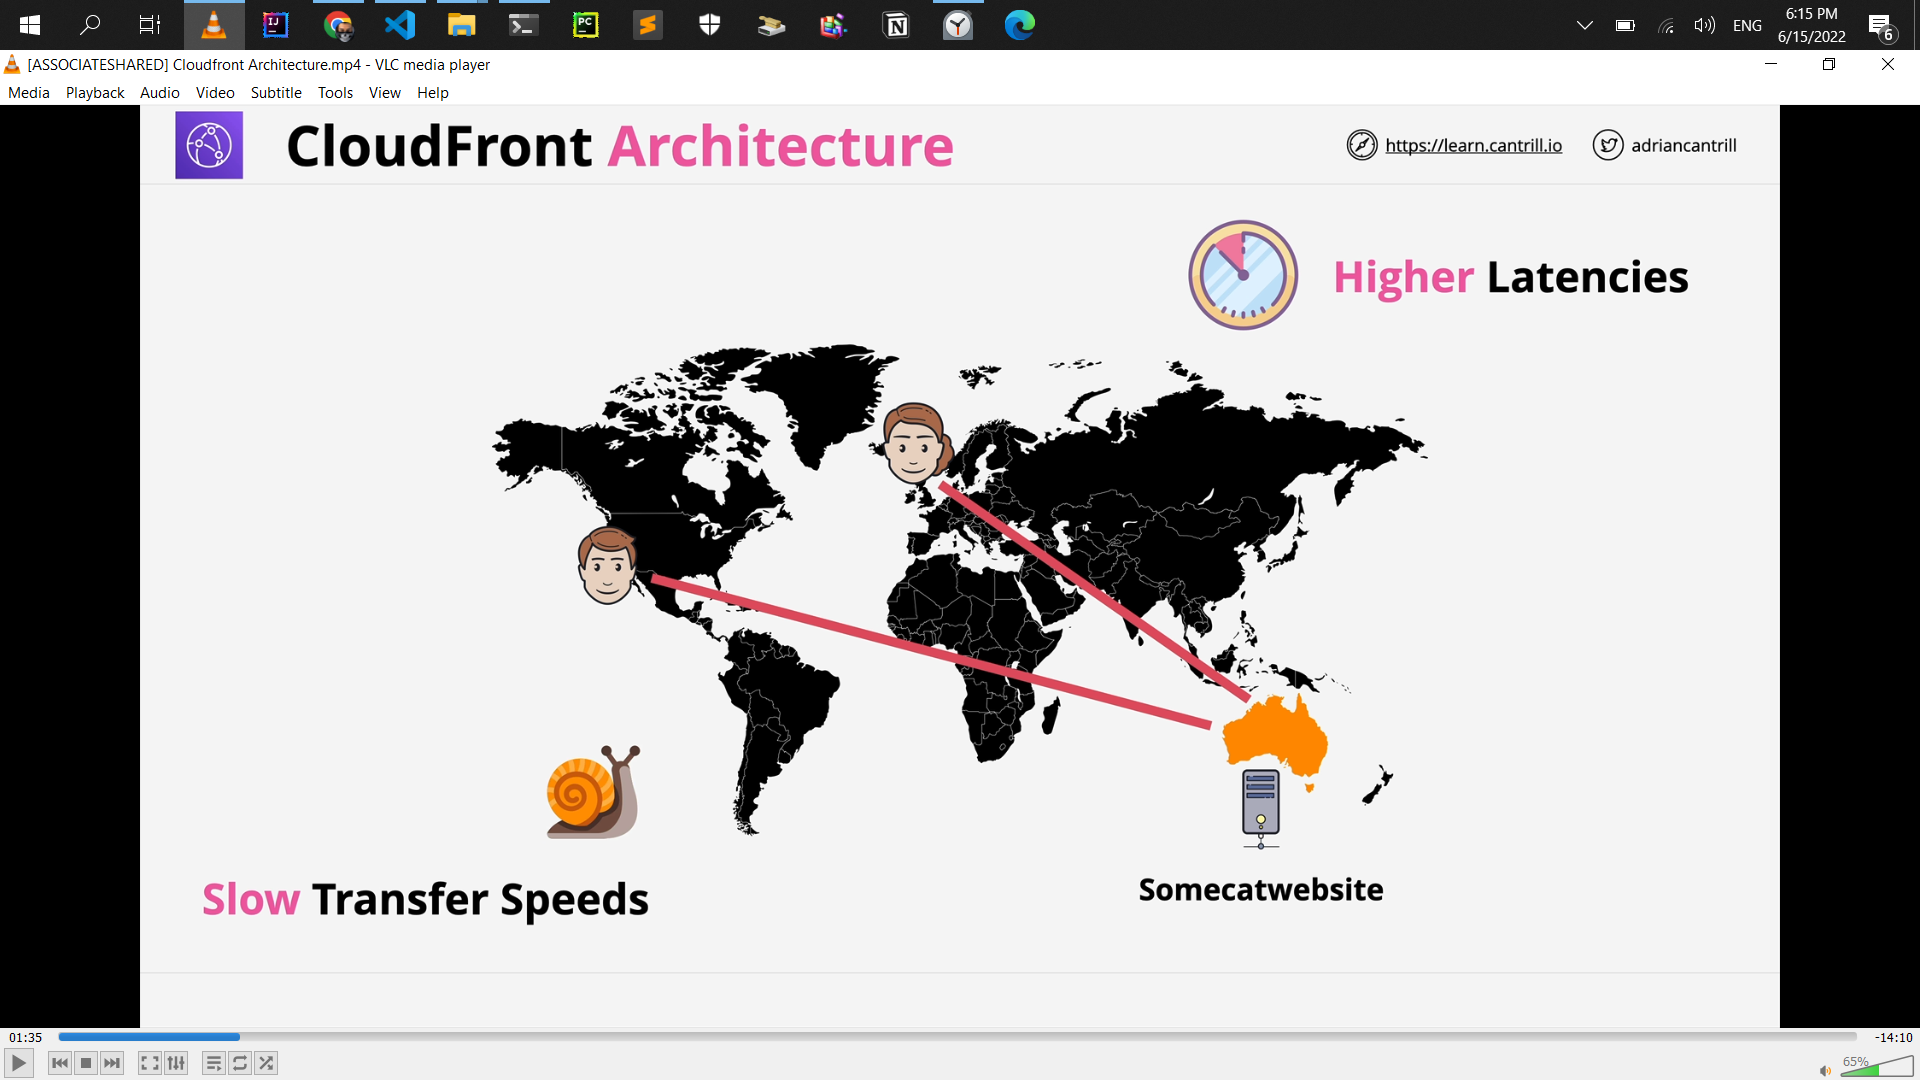 IJ
PC
N
ENG
6:15 PM
6/15/2022
6
[ASSOCIATESHARED] Cloudfront Architecture.mp4 - VLC media player
Media Playback Audio Video Subtitle Tools View Help
CloudFront Architecture
https://learn.cantrill.io
adriancantrill
Higher Latencies
Slow Transfer Speeds
Somecatwebsite
01:35
-14:10
65%